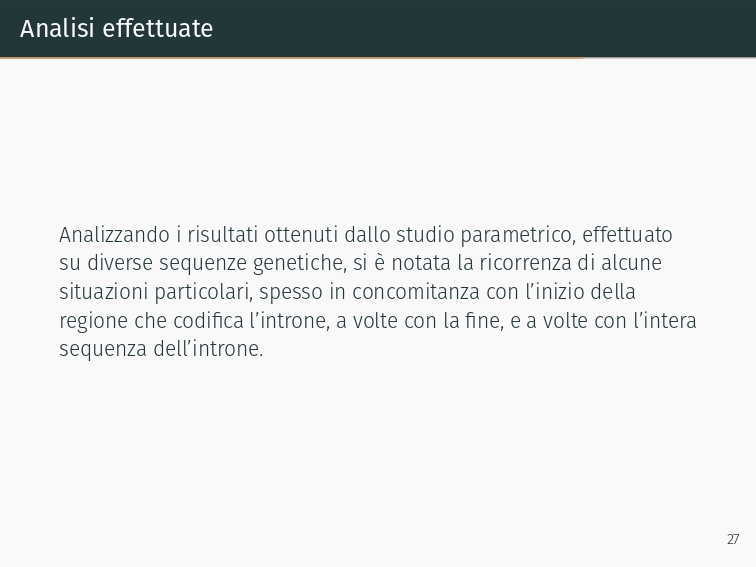 Analisi effettuate
Analizzando i risultati ottenuti dallo studio parametrico, effettuato
su diverse sequenze genetiche, si è notata la ricorrenza di alcune
situazioni particolari, spesso in concomitanza con l’inizio della
regione che codifica l’introne, a volte con la fine, e a volte con l’intera
sequenza dell’introne.
27